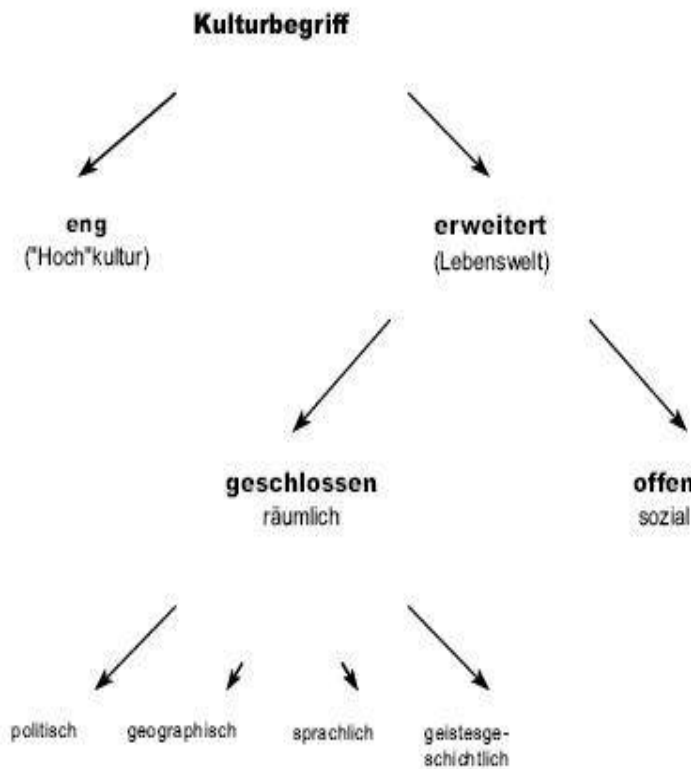 Kulturbegriff
eng
("Hoch"kultur)
erweitert
(Lebenswelt)
geschlossen
räumlich
offen
sozial
politisch
geographisch
sprachlich
geistesge-
schichtlich